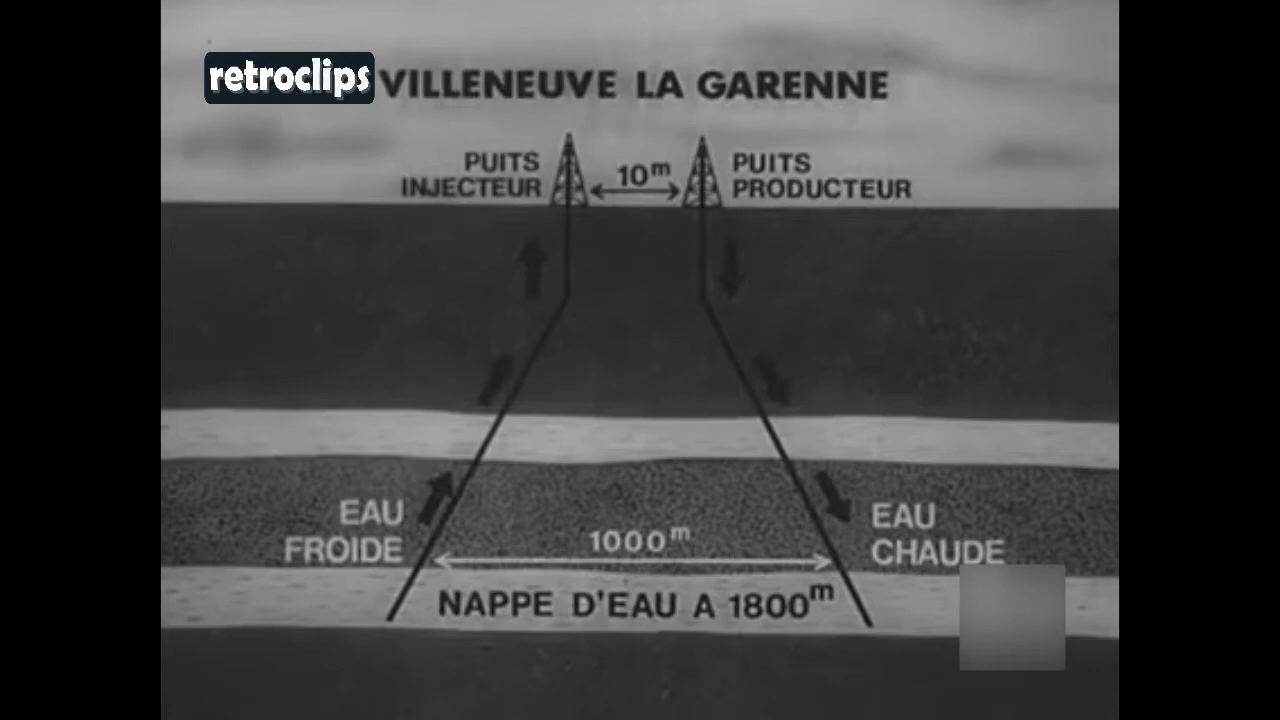 retroclips
VILLENEUVE LA GARENNE
PUITS
INJECTEUR
10m
PUITS
PRODUCTEUR
EAU
FROIDE
1000m
EAU
CHAUDE
NAPPE D'EAU A 1800m